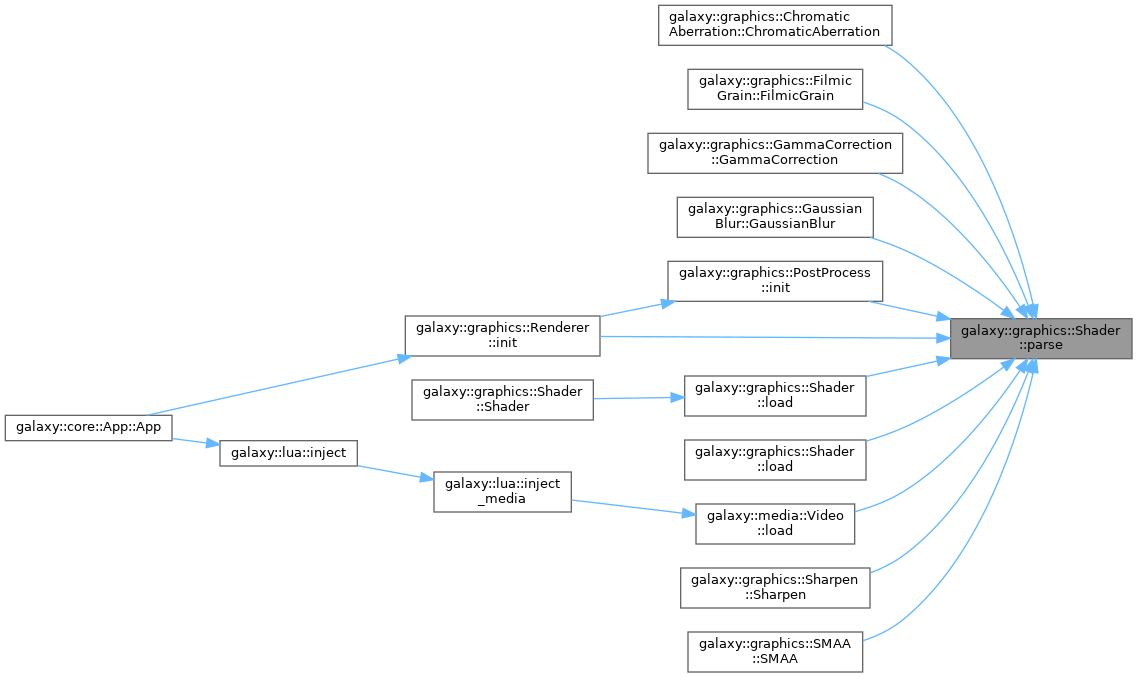 galaxy::graphics::Chromatic
Aberration::ChromaticAberration
galaxy::graphics::Filmic
Grain::FilmicGrain
galaxy::graphics::GammaCorrection
::GammaCorrection
galaxy::graphics::Gaussian
Blur::GaussianBlur
galaxy::graphics::PostProcess
::init
galaxy::graphics::Renderer
::init
galaxy::graphics::Shader
::parse
galaxy::graphics::Shader
::load
galaxy::graphics::Shader
::Shader
galaxy::core::App::App
galaxy::lua::inject
galaxy::graphics::Shader
::load
galaxy::lua::inject
_media
galaxy::media::Video
::load
galaxy::graphics::Sharpen
::Sharpen
galaxy::graphics::SMAA
::SMAA